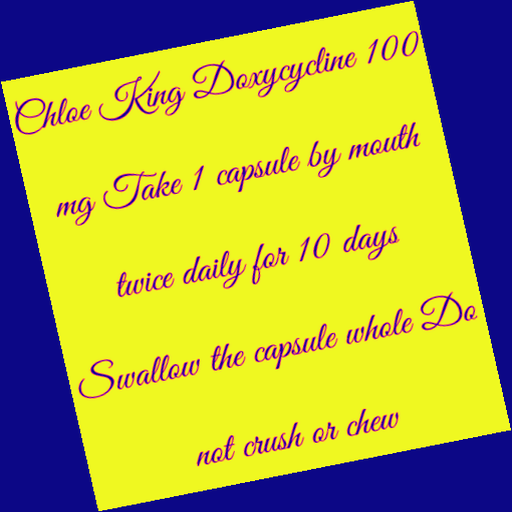 Chloe King Doxycycline 100
mg Take 1 capsule by mouth
twice daily for 10 days
Swallow the capsule whole Do
not crush or chew